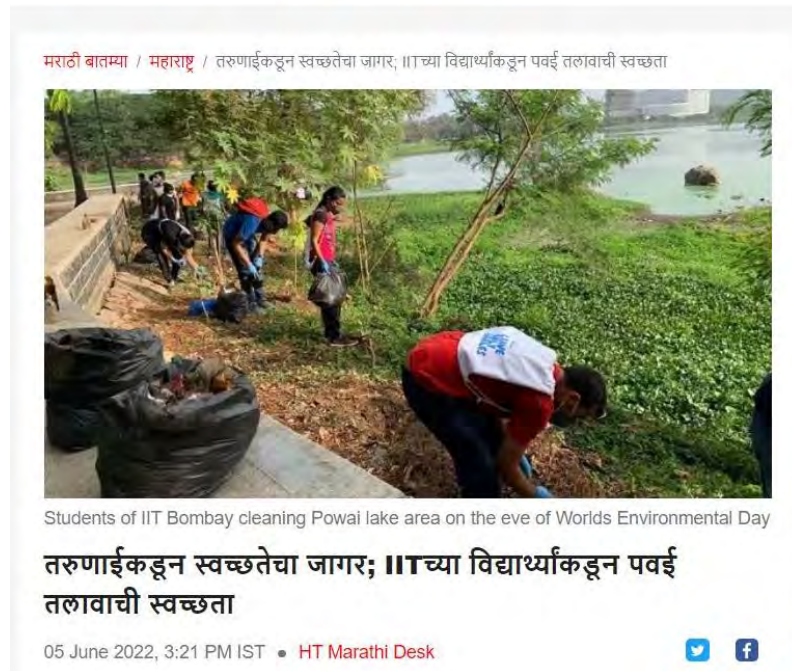 मराठी बातम्या / महाराष्ट्र / तरुणाईकडून स्वच्छतेचा जागर; IITच्या विद्यार्थ्यांकडून पवई तलावाची स्वच्छता
Students of IIT Bombay cleaning Powai lake area on the eve of Worlds Environmental Day
तरुणाईकडून स्वच्छतेचा जागर; IITच्या विद्यार्थ्यांकडून पवई
तलावाची स्वच्छता
05 June 2022, 3:21 PM IST ● HT Marathi Desk